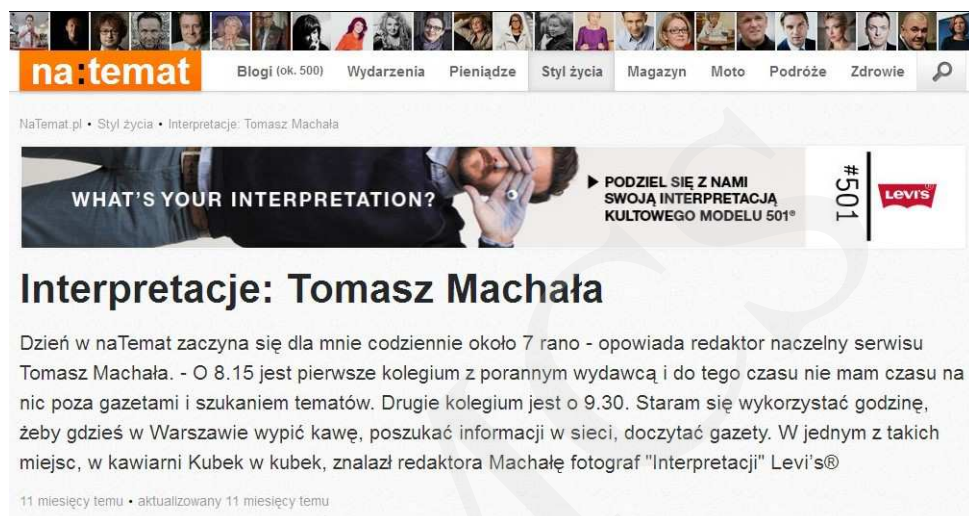 na:temat
Blogi (ok. 500) Wydarzenia Pieniądze Styl życia Magazyn Moto Podróże Zdrowie
NaTemat.pl • Styl życia • Interpretacje: Tomasz Machała
WHAT'S YOUR INTERPRETATION?
▶ PODZIEL SIĘ Z NAMI
SWOJĄ INTERPRETACJĄ
KULTOWEGO MODELU 501®
#501
LEVI'S®
Interpretacje: Tomasz Machała
Dzień w naTemat zaczyna się dla mnie codziennie około 7 rano - opowiada redaktor naczelny serwisu
Tomasz Machała. - O 8.15 jest pierwsze kolegium z porannym wydawcą i do tego czasu nie mam czasu na
nic poza gazetami i szukaniem tematów. Drugie kolegium jest o 9.30. Staram się wykorzystać godzinę,
żeby gdzieś w Warszawie wypić kawę, poszukać informacji w sieci, doczytać gazety. W jednym z takich
miejsc, w kawiarni Kubek w kubek, znalazł redaktora Machałę fotograf "Interpretacji" Levi's®
11 miesięcy temu • aktualizowany 11 miesięcy temu